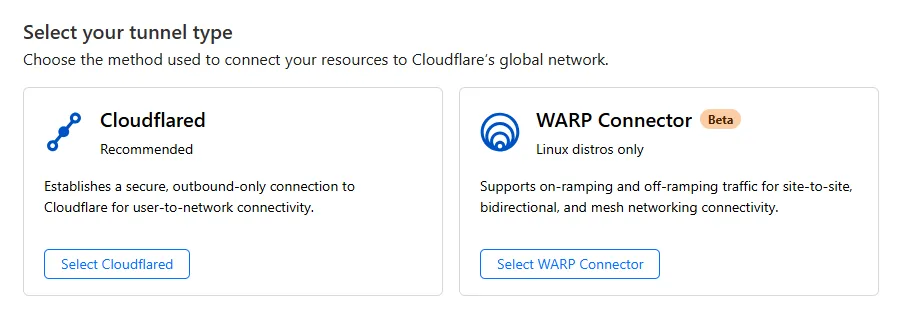 Select your tunnel type
Choose the method used to connect your resources to Cloudflare's global network.
Cloudflared
Recommended
Establishes a secure, outbound-only connection to
Cloudflare for user-to-network connectivity.
Select Cloudflared
WARP Connector Beta
Linux distros only
Supports on-ramping and off-ramping traffic for site-to-site,
bidirectional, and mesh networking connectivity.
Select WARP Connector